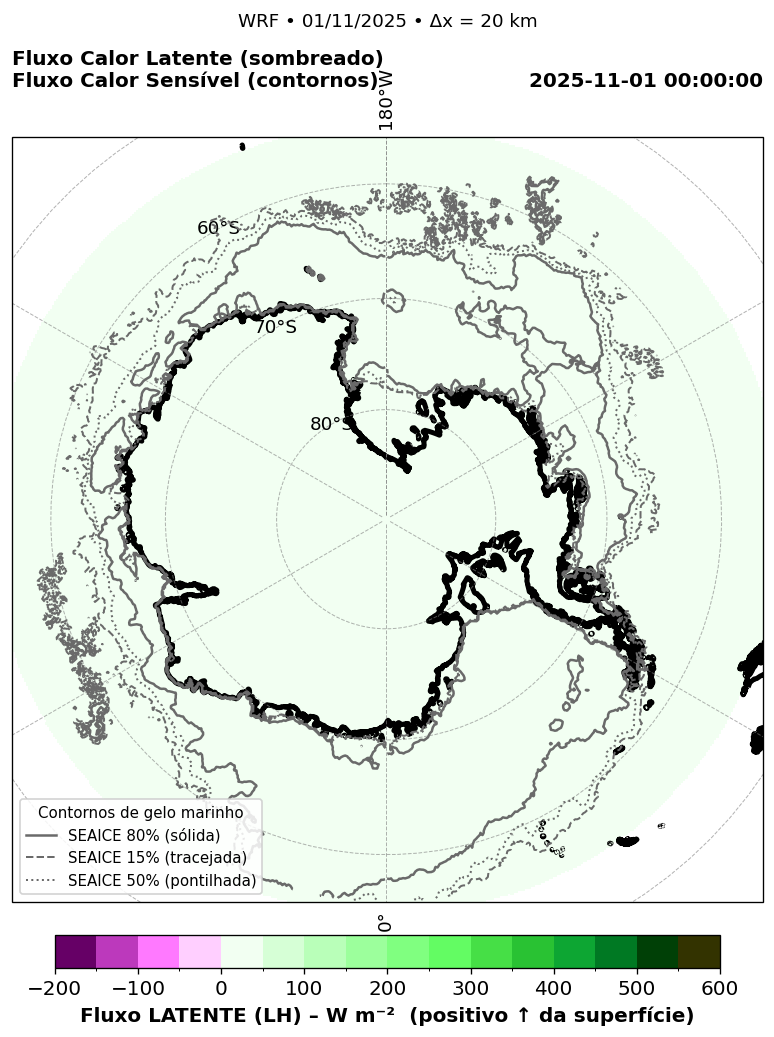 WRF • 01/11/2025 • Δx = 20 km
Fluxo Calor Latente (sombreado)
Fluxo Calor Sensível (contornos)
2025-11-01 00:00:00
180°W
60°S
70°S
80°S
Contornos de gelo marinho
SEAICE 80% (sólida)
SEAICE 15% (tracejada)
SEAICE 50% (pontilhada)
0°
−200 −100 0 100 200 300 400 500 600
Fluxo LATENTE (LH) – W m⁻² (positivo ↑ da superfície)